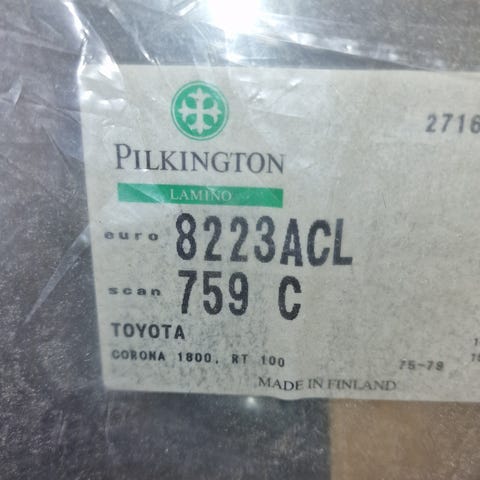 2716
PILKINGTON
LAMINO
euro 8223ACL
scan 759 C
TOYOTA
CORONA 1800, RT 100 75-79
MADE IN FINLAND